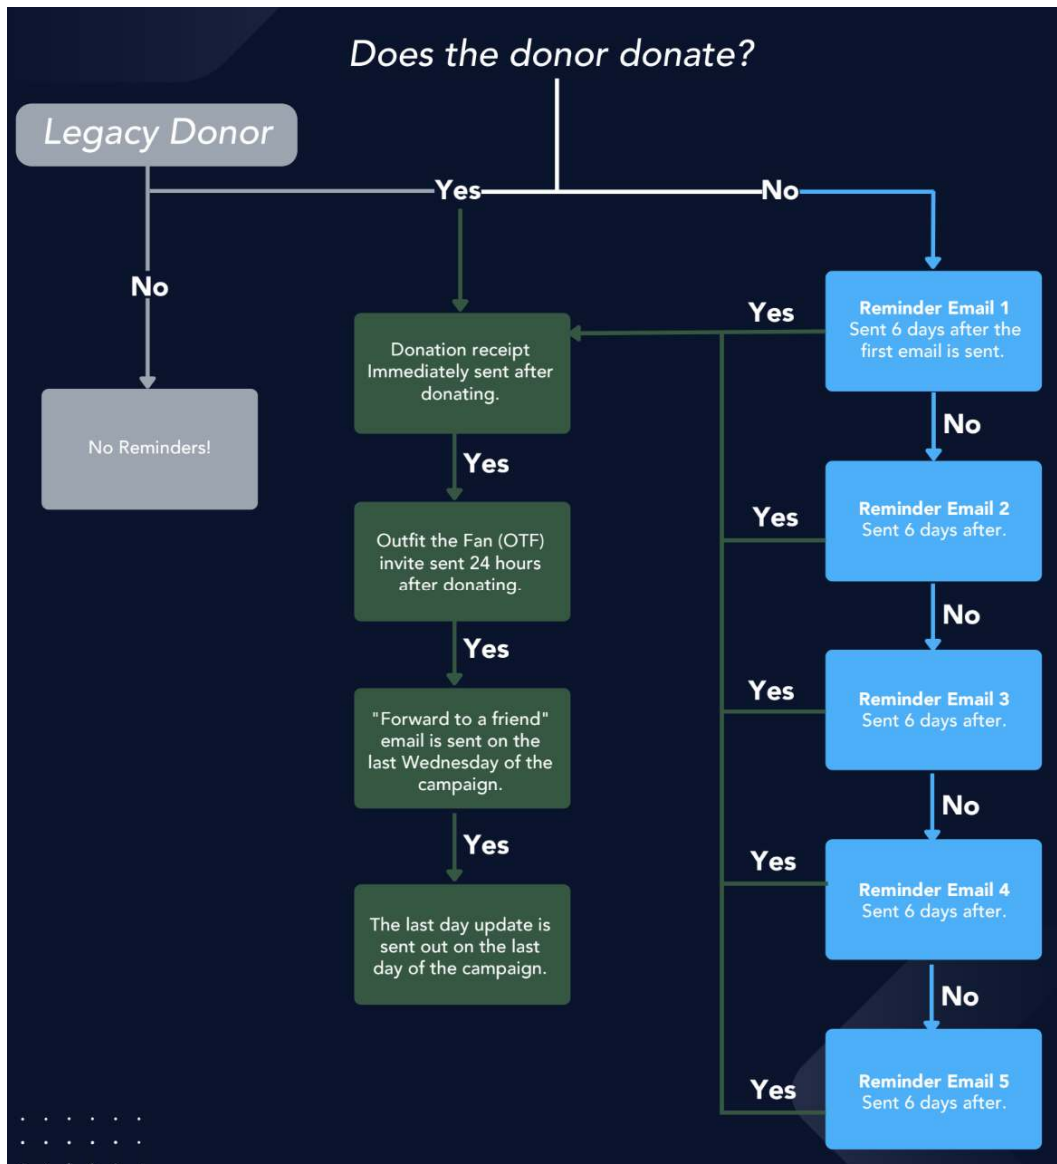 Does the donor donate?
Legacy Donor
Yes
No
No
Yes
Reminder Email 1
Sent 6 days after the
first email is sent.
Donation receipt
Immediately sent after
donating.
No Reminders!
No
Yes
Yes
Reminder Email 2
Sent 6 days after.
Outfit the Fan (OTF)
invite sent 24 hours
after donating.
No
Yes
Yes
Reminder Email 3
Sent 6 days after.
"Forward to a friend"
email is sent on the
last Wednesday of the
campaign.
No
Yes
Yes
Reminder Email 4
Sent 6 days after.
The last day update is
sent out on the last
day of the campaign.
No
Yes
Reminder Email 5
Sent 6 days after.